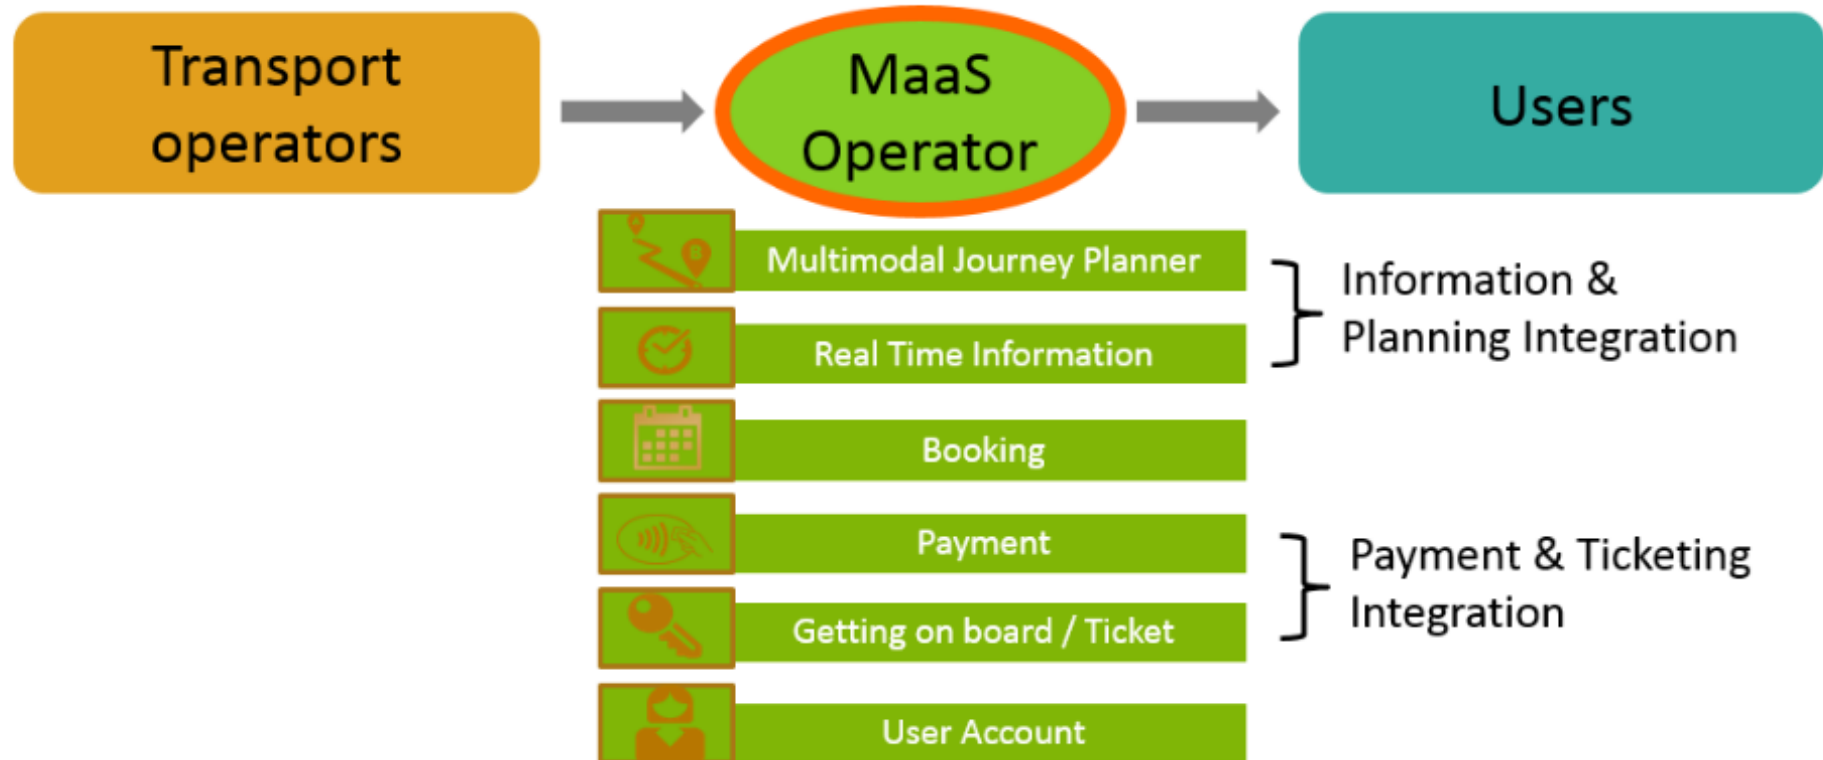 Transport
operators
MaaS
Operator
Users
Multimodal Journey Planner
Real Time Information
Information &
Planning Integration
Booking
Payment
Getting on board / Ticket
Payment & Ticketing
Integration
User Account